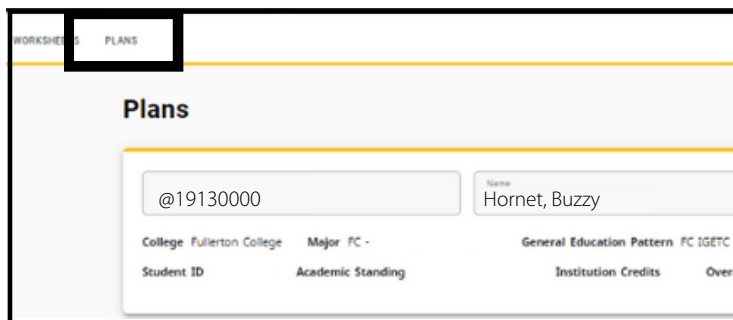 WORKSHEETS PLANS
Plans
@19130000
Name
Hornet, Buzzy
College Fullerton College Major FC - General Education Pattern FC IGETC
Student ID Academic Standing Institution Credits Over